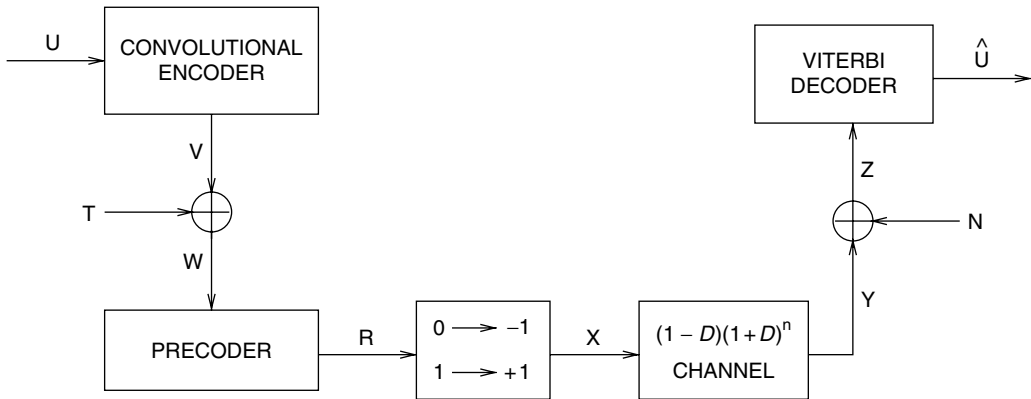 U
CONVOLUTIONAL
ENCODER
V
T
W
PRECODER
R
0 → −1
1 → +1
X
(1 − D)(1 + D)ⁿ
CHANNEL
Y
N
Z
VITERBI
DECODER
Û